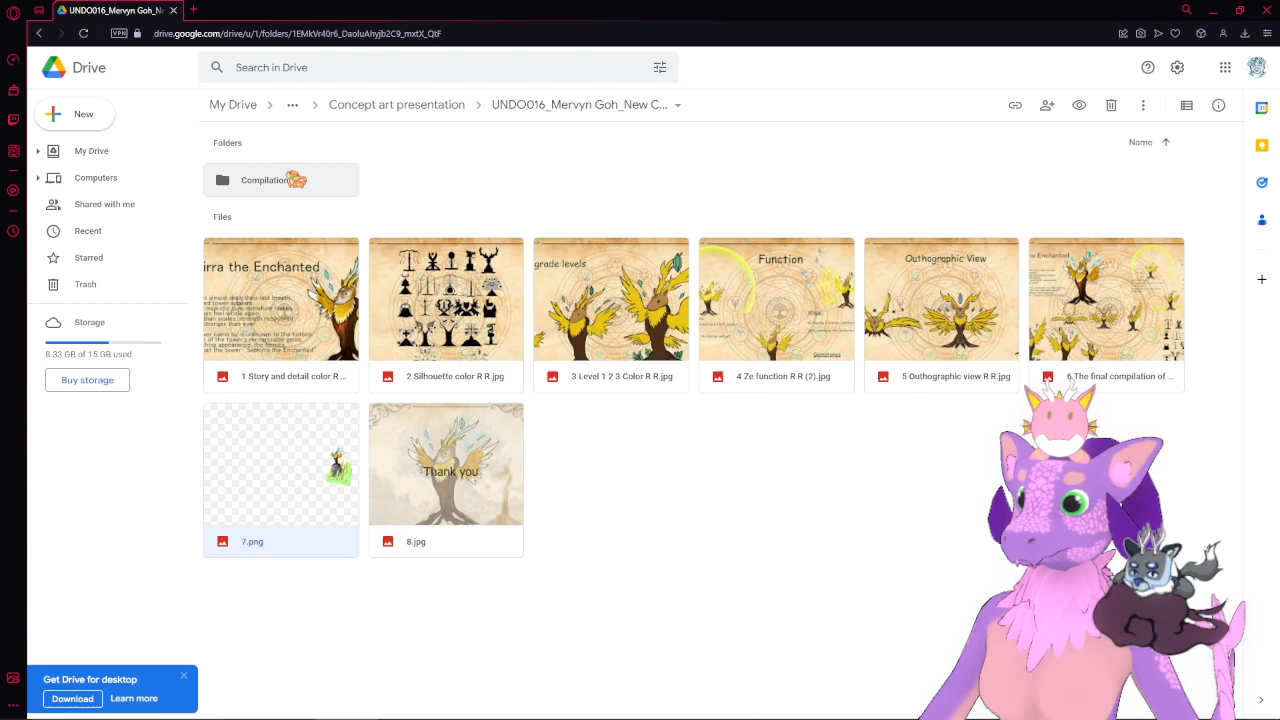 UNDO016_Mervyn Goh_Ne
VPN
drive.google.com/drive/u/1/folders/1EMkVr40r6_DaoluAhyjb2C9_mxtX_QtF
Drive
Search in Drive
New
My Drive
Computers
Shared with me
Recent
Starred
Trash
Storage
8.33 GB of 15 GB used
Buy storage
Get Drive for desktop
Download
Learn more
My Drive
Concept art presentation
UNDO016_Mervyn Goh_New C...
Folders
Name
Compilation
Files
irra the Enchanted
grade levels
Function
Outhographic View
Gemstones
1 Story and detail color R ...
2 Silhouette color R R.jpg
3 Level 1 2 3 Color R R.jpg
4 Ze function R R (2).jpg
5 Outhographic view R R.jpg
6 The final compilation of ...
Thank you
7.png
8.jpg